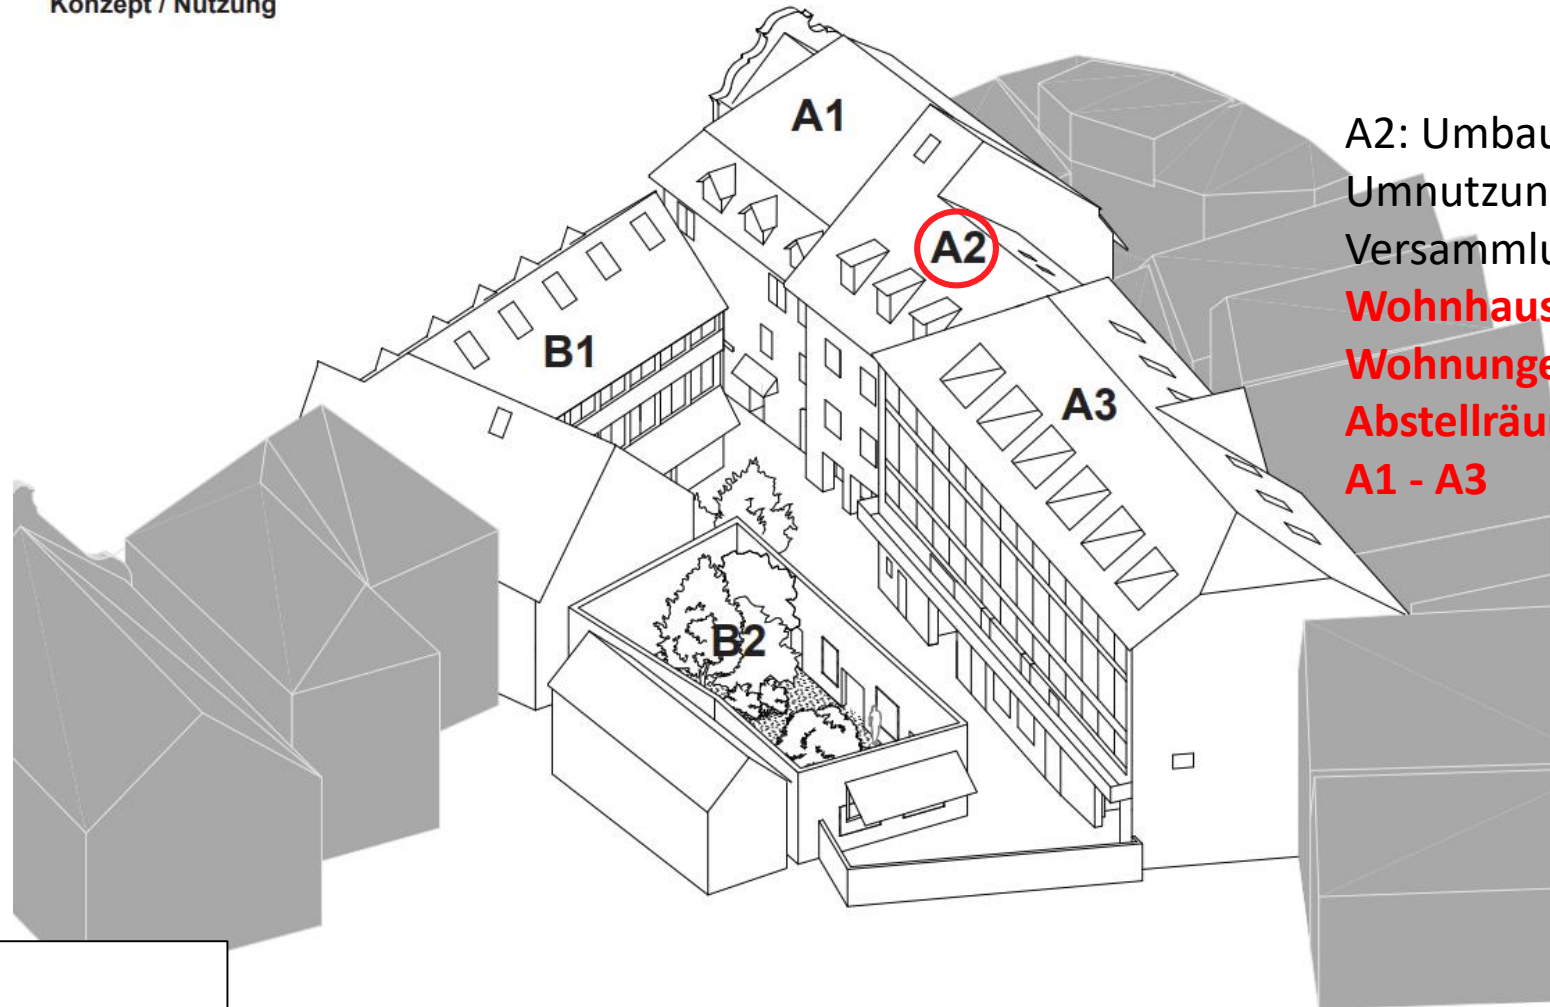 Konzept / Nutzung
A1
A2: Umbau
Umnutzun
Versammlu
A2
Wohnhaus
B1
Wohnunge
A3
Abstellräu
A1 - A3
B2